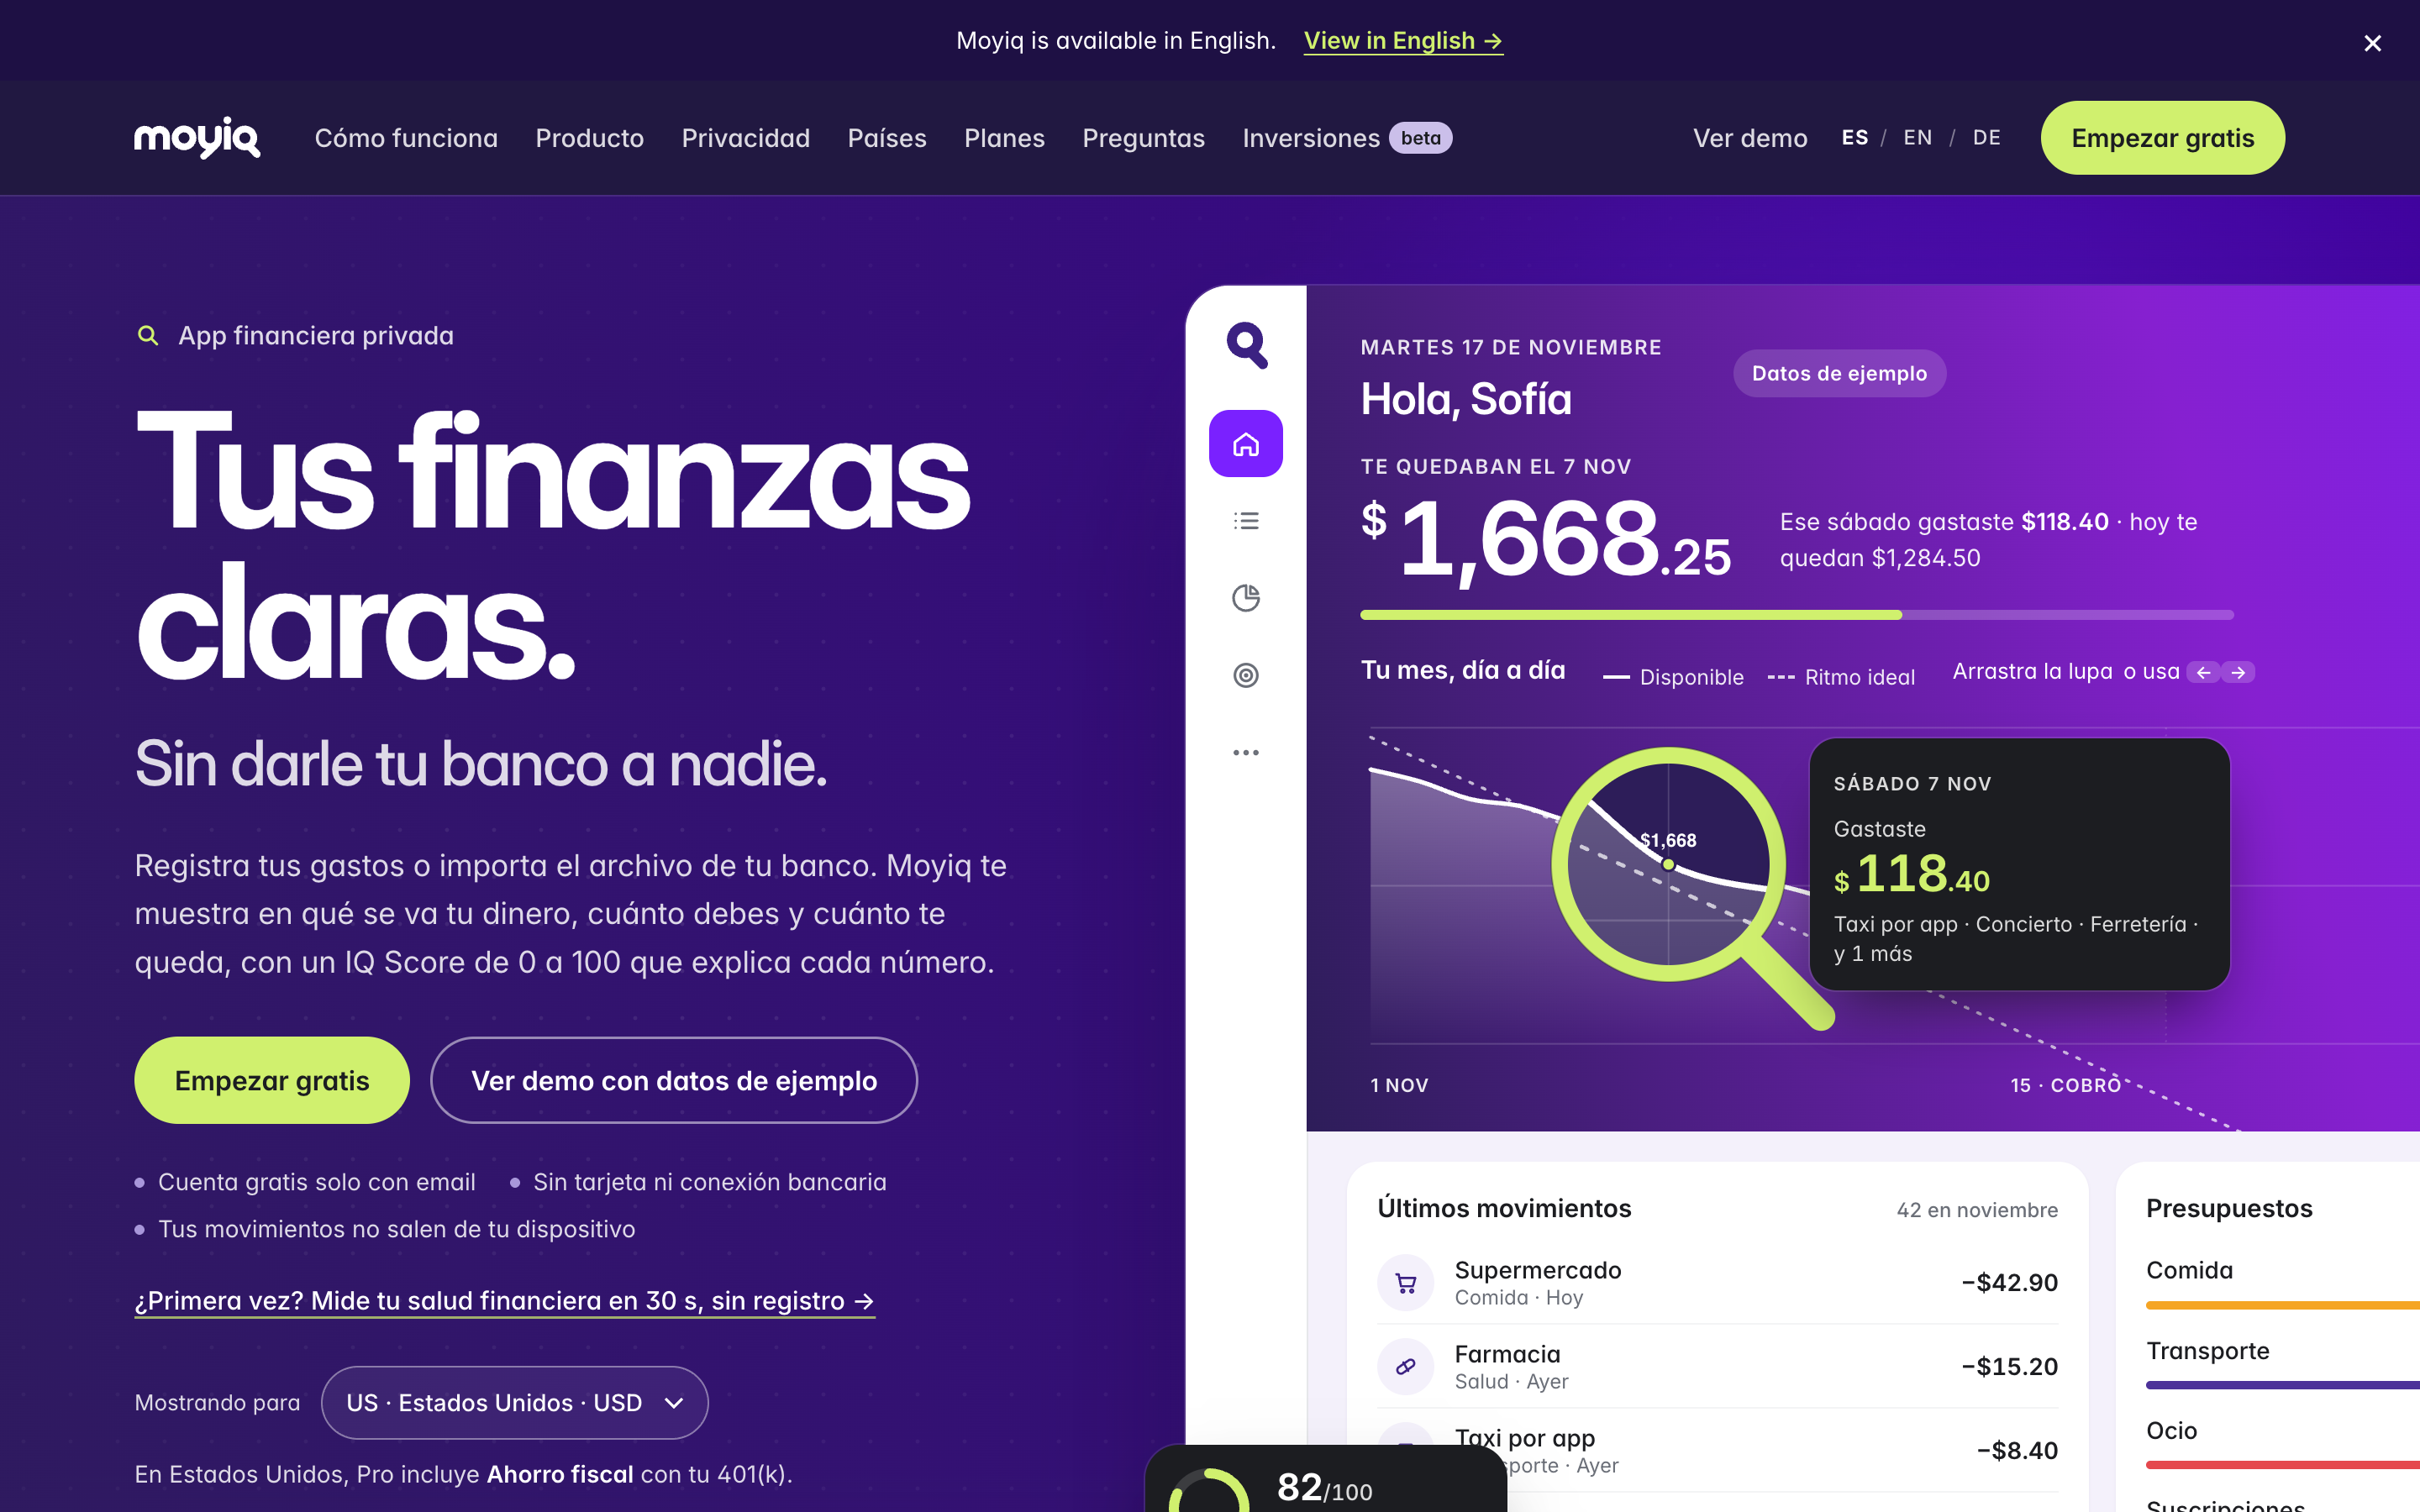 Moyiq is available in English. View in English →
moyiq Cómo funciona Producto Privacidad Países Planes Preguntas Inversiones beta Ver demo ES / EN / DE Empezar gratis
App financiera privada
Tus finanzas
claras.
Sin darle tu banco a nadie.
Registra tus gastos o importa el archivo de tu banco. Moyiq te
muestra en qué se va tu dinero, cuánto debes y cuánto te
queda, con un IQ Score de 0 a 100 que explica cada número.
Empezar gratis Ver demo con datos de ejemplo
Cuenta gratis solo con email Sin tarjeta ni conexión bancaria
Tus movimientos no salen de tu dispositivo
¿Primera vez? Mide tu salud financiera en 30 s, sin registro →
Mostrando para US · Estados Unidos · USD
En Estados Unidos, Pro incluye Ahorro fiscal con tu 401(k).
MARTES 17 DE NOVIEMBRE
Hola, Sofía
Datos de ejemplo
TE QUEDABAN EL 7 NOV
$1,668.25
Ese sábado gastaste $118.40 · hoy te
quedan $1,284.50
Tu mes, día a día Disponible Ritmo ideal Arrastra la lupa o usa ← →
$1,668
SÁBADO 7 NOV
Gastaste
$118.40
Taxi por app · Concierto · Ferretería ·
y 1 más
1 NOV 15 · COBRO
Últimos movimientos 42 en noviembre
Supermercado −$42.90
Comida · Hoy
Farmacia −$15.20
Salud · Ayer
Taxi por app −$8.40
sporte · Ayer
82/100
Presupuestos
Comida
Transporte
Ocio
Suscripciones